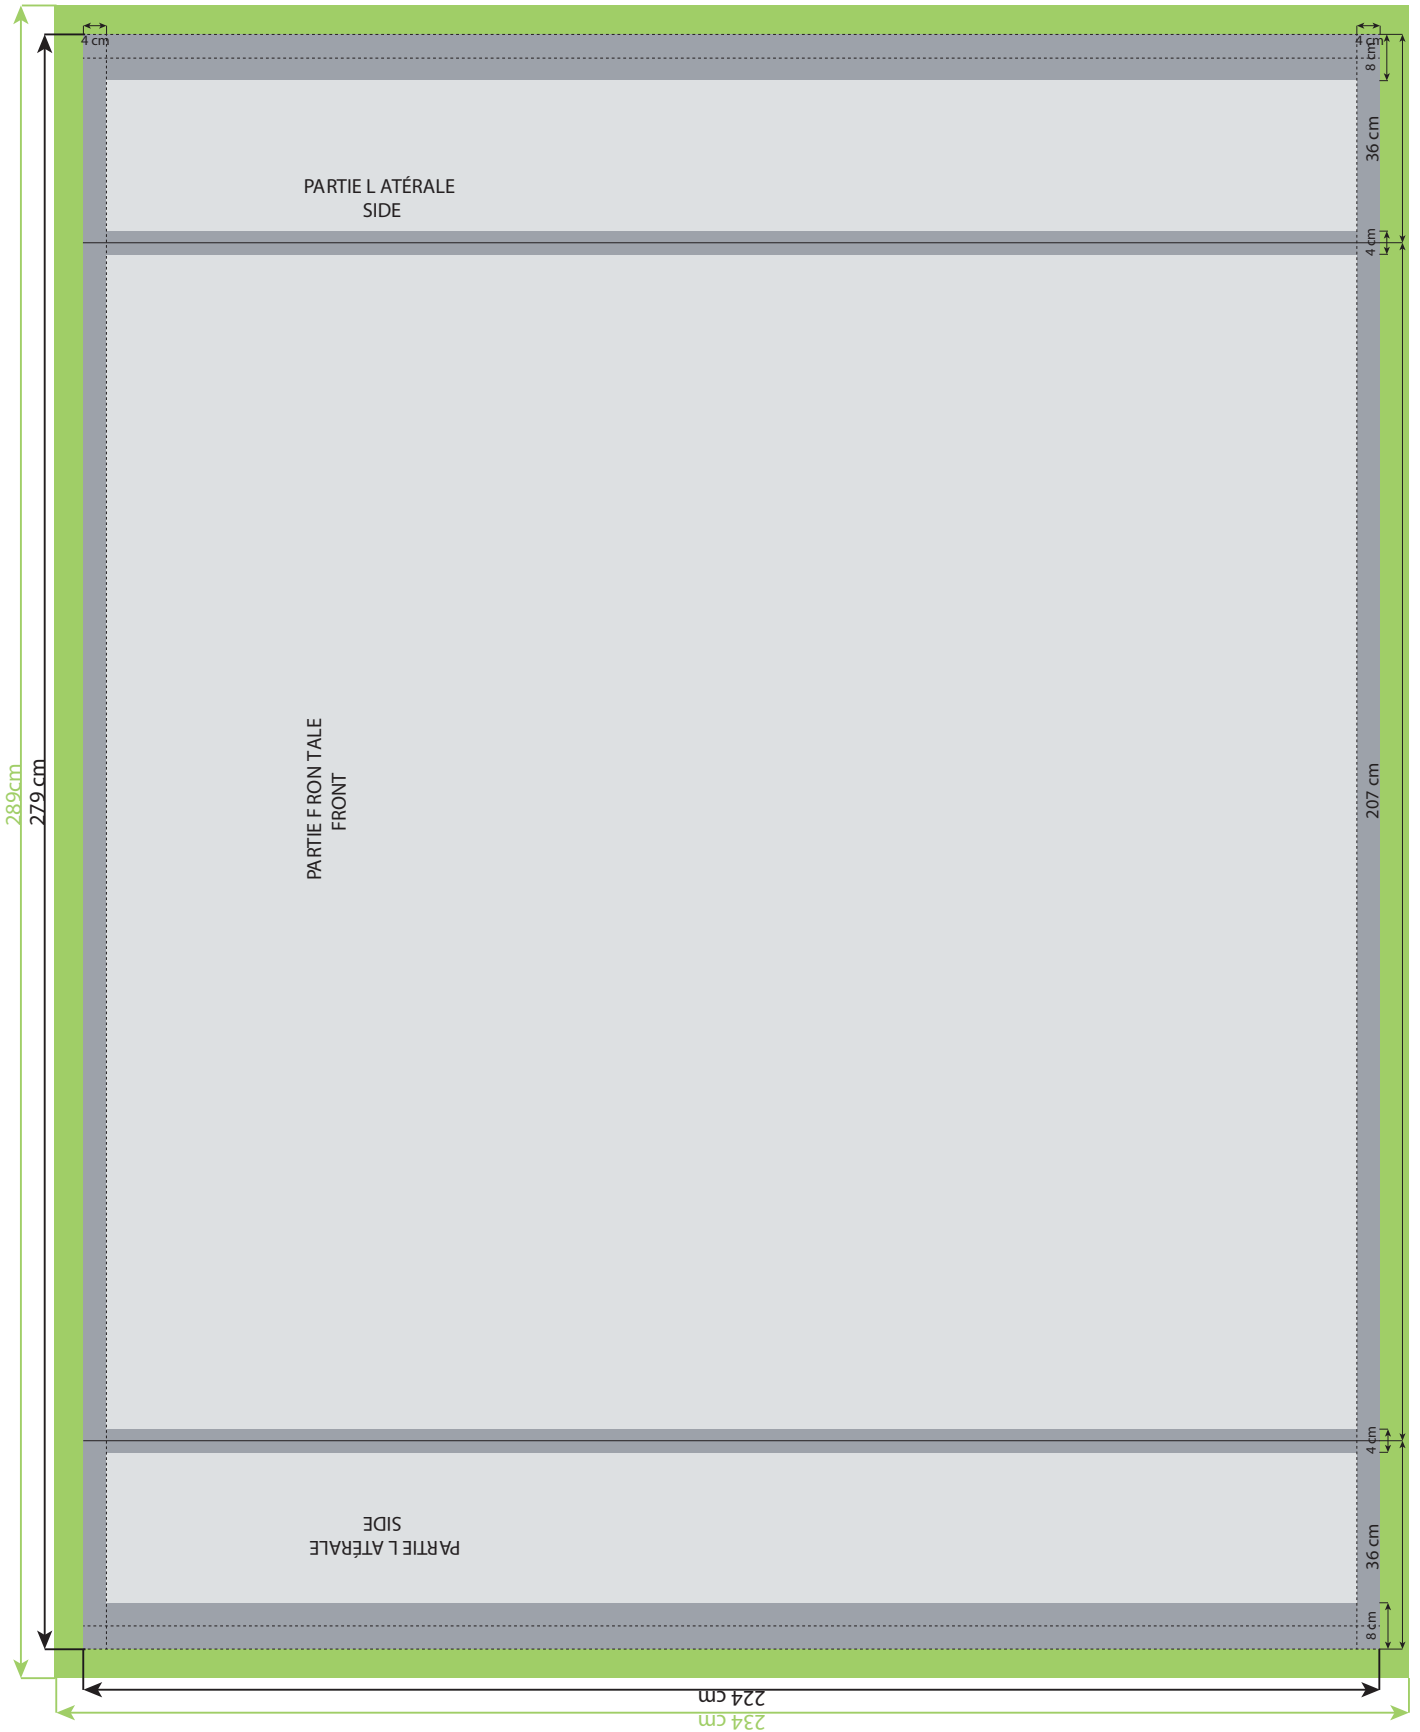 4 cm
4 cm
8 cm
36 cm
PARTIE L ATÉRALE
SIDE
4 cm
289cm
279 cm
PARTIE F RON TALE
FRONT
207 cm
4 cm
36 cm
PARTIE L ATÉRALE
SIDE
8 cm
224 cm
234 cm